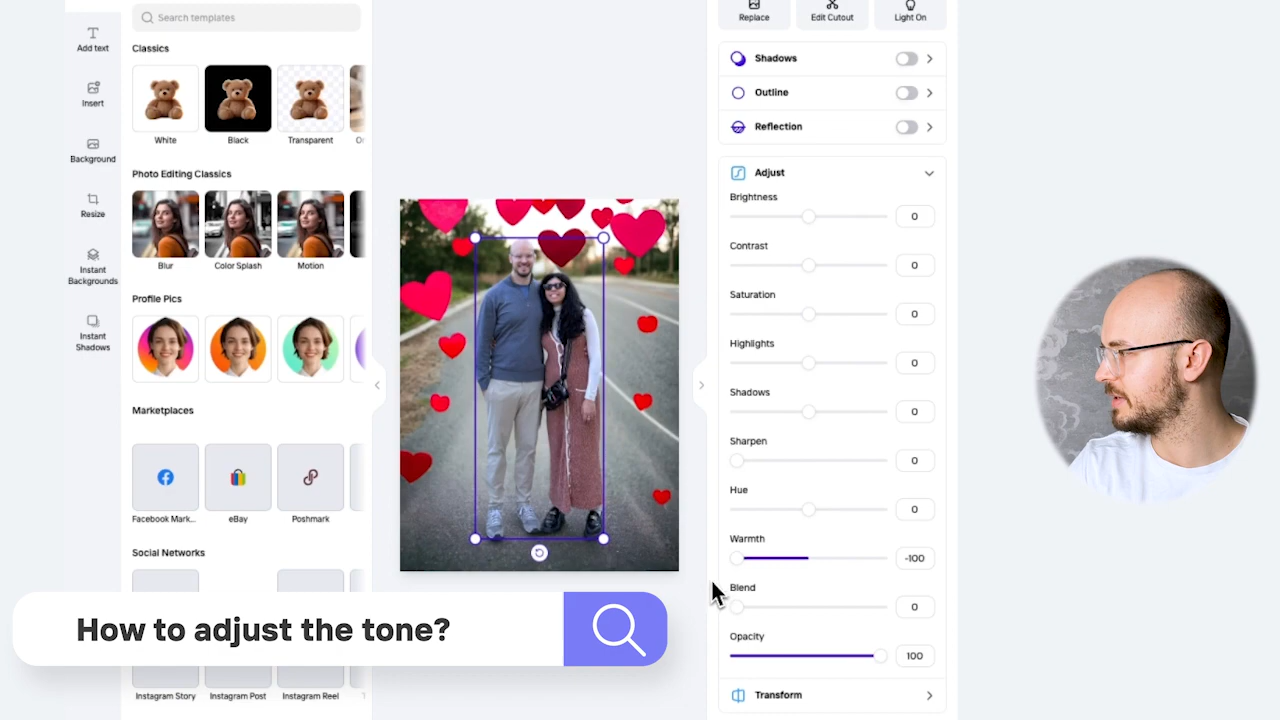 Add text
Insert
Background
Resize
Instant
Backgrounds
Instant
Shadows
Search templates
Classics
White
Black
Transparent
Photo Editing Classics
Blur
Color Splash
Motion
Profile Pics
Marketplaces
Facebook Mark...
eBay
Poshmark
Social Networks
Instagram Story
Instagram Post
Instagram Reel
How to adjust the tone?
Replace
Edit Cutout
Light On
Shadows
Outline
Reflection
Adjust
Brightness
0
Contrast
0
Saturation
0
Highlights
0
Shadows
0
Sharpen
0
Hue
0
Warmth
-100
Blend
0
Opacity
100
Transform